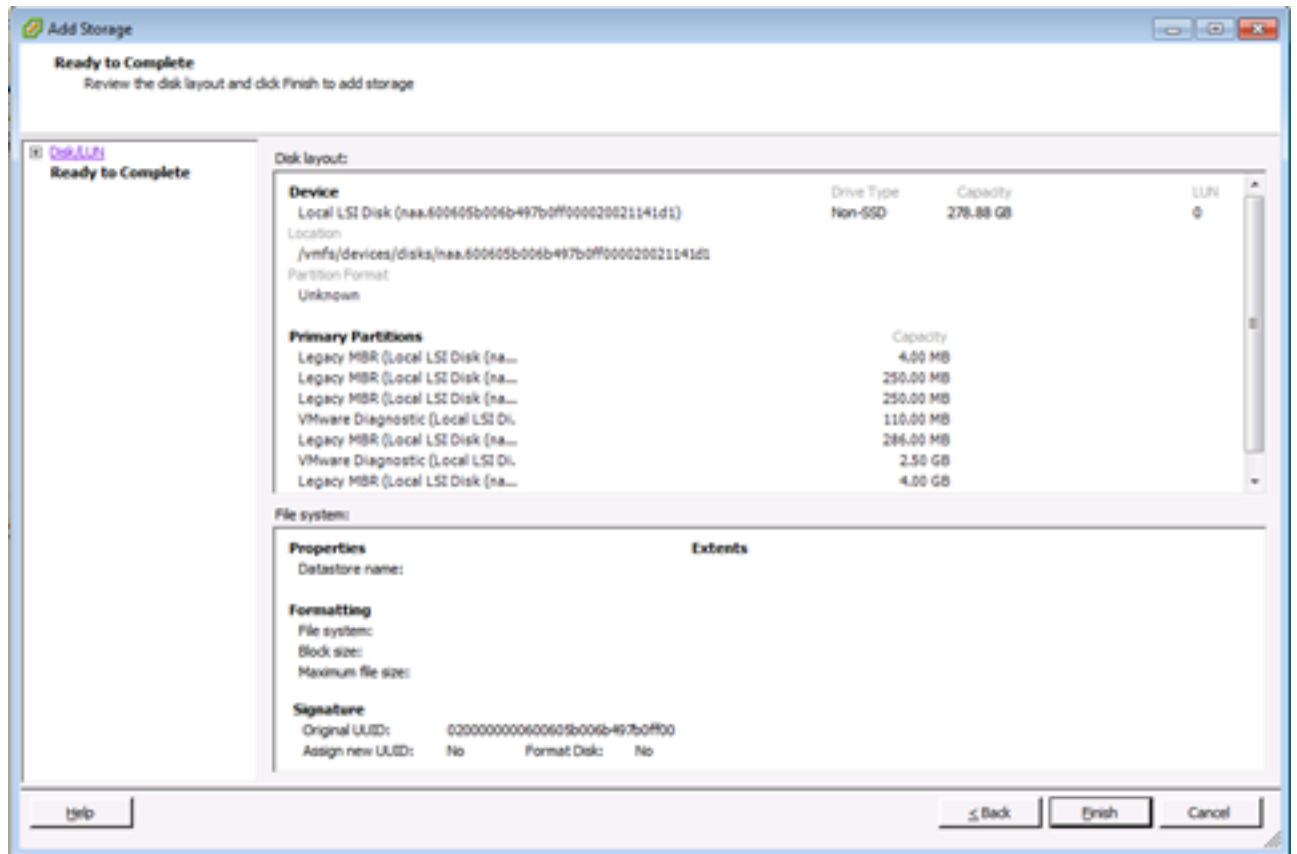 Add Storage
Ready to Complete
Review the disk layout and click Finish to add storage
Disk/LUN
Ready to Complete
Disk layout:
Device Drive Type Capacity LUN
Local LSI Disk (naa.600605b006b497b0ff000020021141d1) Non-SSD 278.88 GB 0
Location
/vmfs/devices/disks/naa.600605b006b497b0ff000020021141d1
Partition Format
Unknown
Primary Partitions Capacity
Legacy MBR (Local LSI Disk (na... 4.00 MB
Legacy MBR (Local LSI Disk (na... 250.00 MB
Legacy MBR (Local LSI Disk (na... 250.00 MB
VMware Diagnostic (Local LSI Di. 110.00 MB
Legacy MBR (Local LSI Disk (na... 286.00 MB
VMware Diagnostic (Local LSI Di. 2.50 GB
Legacy MBR (Local LSI Disk (na... 4.00 GB
File system:
Properties Extents
Datastore name:
Formatting
File system:
Block size:
Maximum file size:
Signature
Original UUID: 0200000000600605b006b497b0ff00
Assign new UUID: No Format Disk: No
Help ≤ Back Finish Cancel